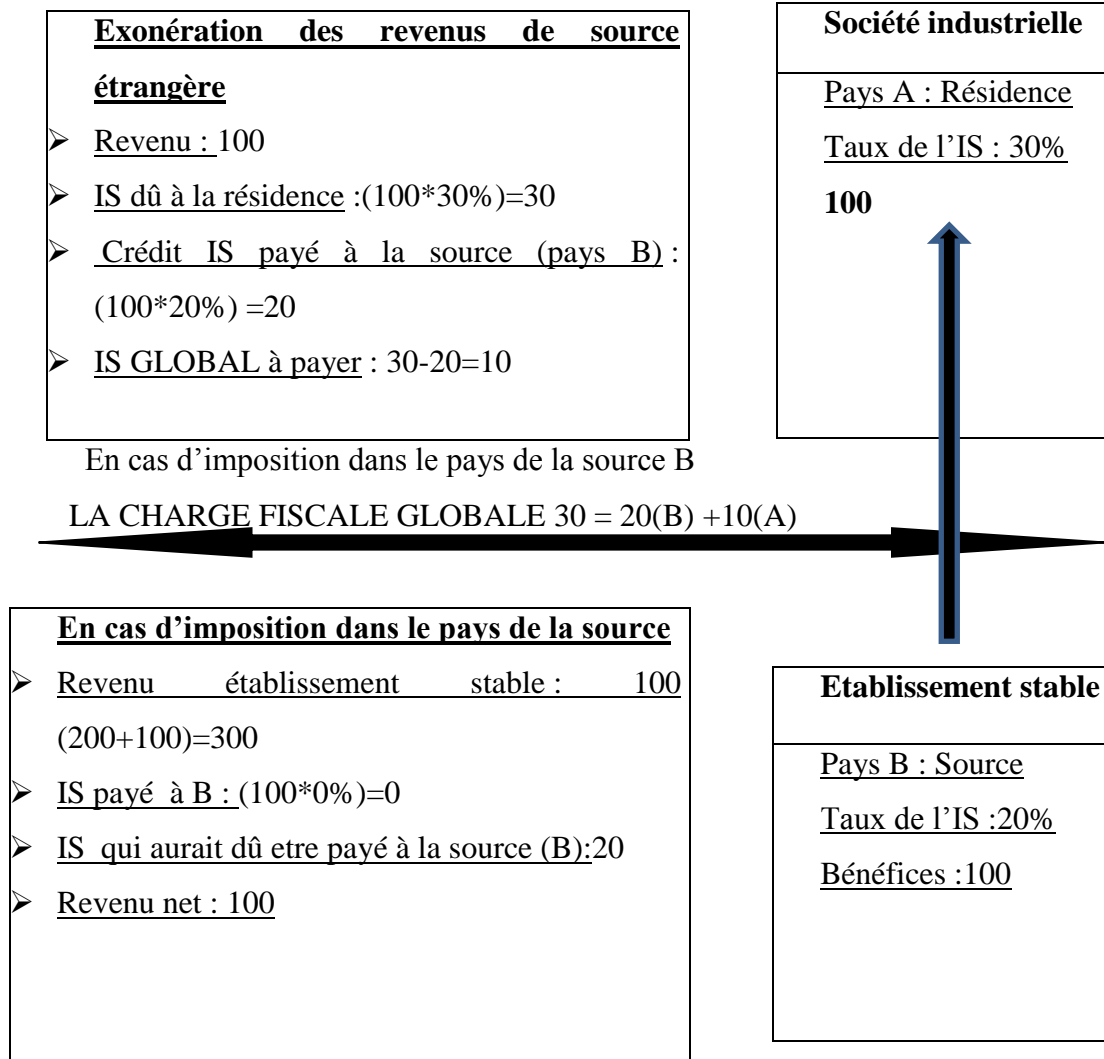 Exonération des revenus de source
étrangère
➢ Revenu : 100
➢ IS dû à la résidence :(100*30%)=30
➢ Crédit IS payé à la source (pays B) :
(100*20%) =20
➢ IS GLOBAL à payer : 30-20=10
Société industrielle
Pays A : Résidence
Taux de l’IS : 30%
100
En cas d’imposition dans le pays de la source B
LA CHARGE FISCALE GLOBALE 30 = 20(B) +10(A)
En cas d’imposition dans le pays de la source
➢ Revenu établissement stable : 100
(200+100)=300
➢ IS payé à B : (100*0%)=0
➢ IS qui aurait dû etre payé à la source (B):20
➢ Revenu net : 100
Etablissement stable
Pays B : Source
Taux de l’IS :20%
Bénéfices :100